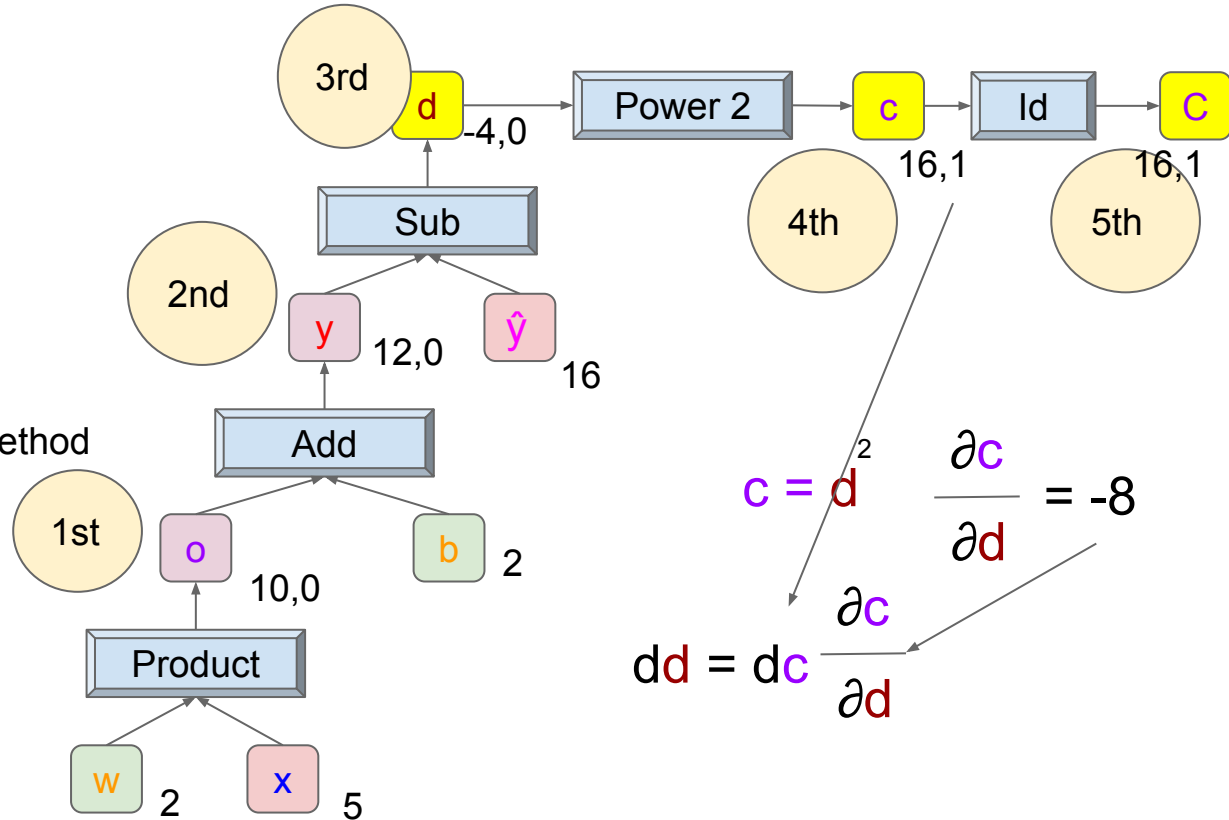 3rd
d
-4,0
Power 2
c
16,1
Id
C
16,1
4th
5th
Sub
2nd
y
12,0
ŷ
16
ethod
Add
1st
o
10,0
b
2
c = d²
∂c
∂d
= -8
Product
dd = dc
∂c
∂d
w
2
x
5